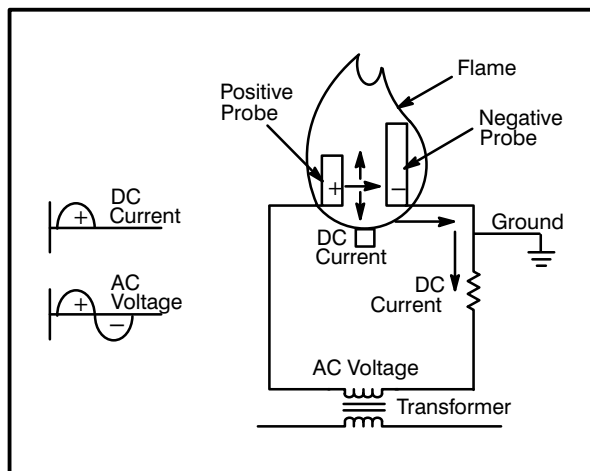 Flame
Positive
Probe
Negative
Probe
+
−
DC
Current
+
DC
Current
Ground
AC
Voltage
+
−
DC
Current
AC Voltage
Transformer